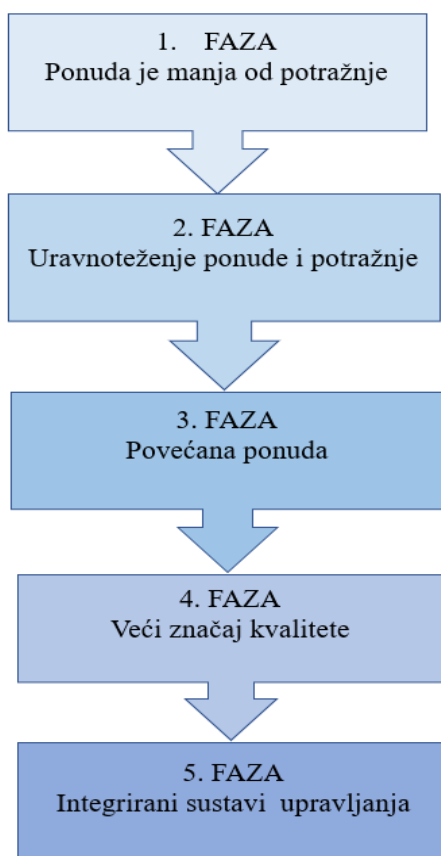 1. FAZA
Ponuda je manja od potražnje
2. FAZA
Uravnoteženje ponude i potražnje
3. FAZA
Povećana ponuda
4. FAZA
Veći značaj kvalitete
5. FAZA
Integrirani sustavi upravljanja